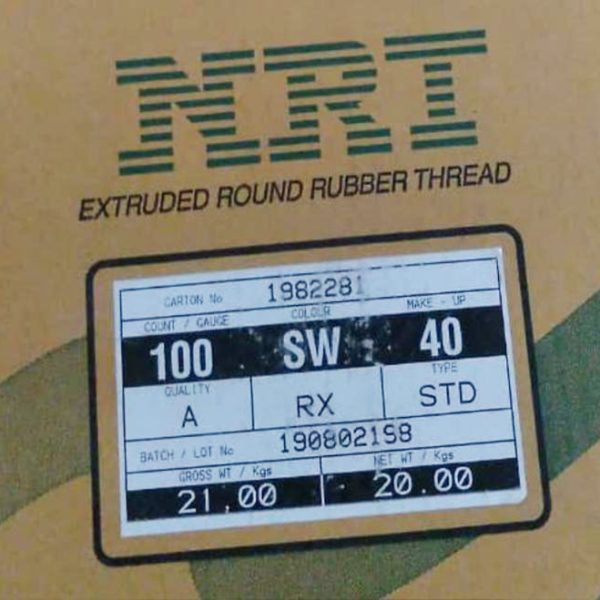 NRI
EXTRUDED ROUND RUBBER THREAD
CARTON No 1982281
COUNT / GAUGE COLOUR MAKE - UP
100 SW 40
QUALITY TYPE
A RX STD
BATCH / LOT No 190802198
GROSS WT / Kgs NET WT / Kgs
21.00 20.00